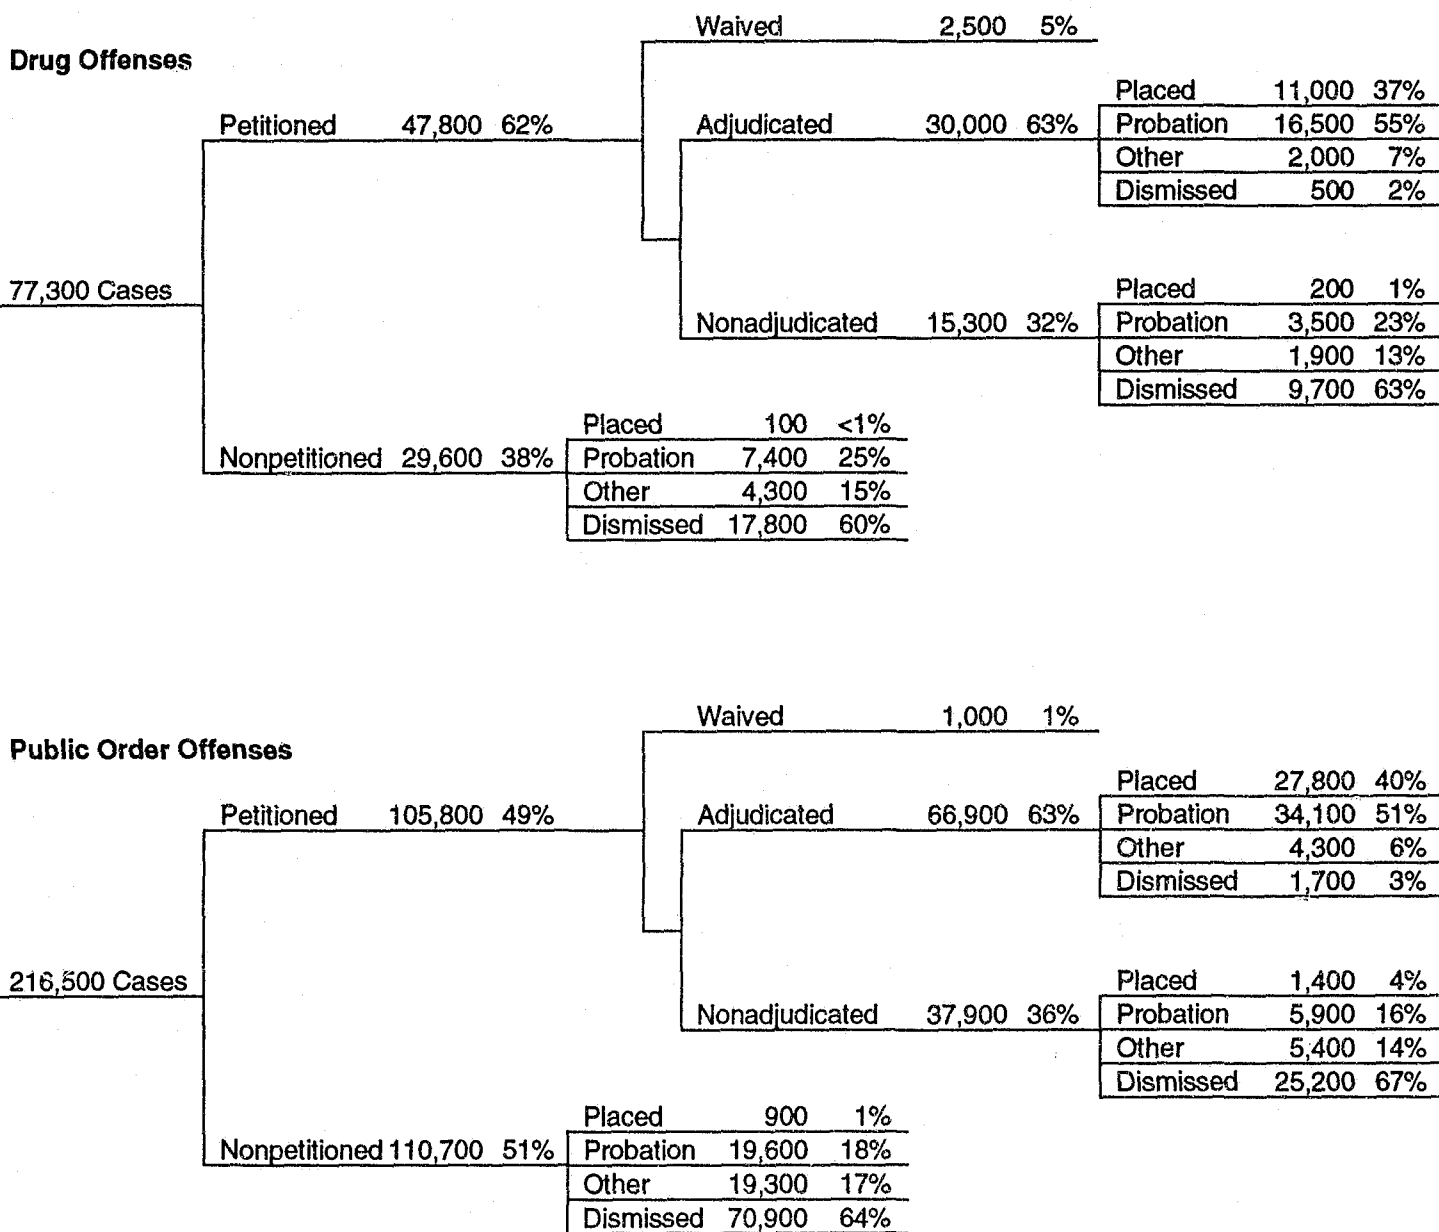 Waived 2,500 5%
Drug Offenses
Placed 11,000 37%
Petitioned 47,800 62% Adjudicated 30,000 63% Probation 16,500 55%
Other 2,000 7%
Dismissed 500 2%
77,300 Cases Placed 200 1%
Nonadjudicated 15,300 32% Probation 3,500 23%
Other 1,900 13%
Dismissed 9,700 63%
Placed 100 <1%
Nonpetitioned 29,600 38% Probation 7,400 25%
Other 4,300 15%
Dismissed 17,800 60%
Waived 1,000 1%
Public Order Offenses
Placed 27,800 40%
Petitioned 105,800 49% Adjudicated 66,900 63% Probation 34,100 51%
Other 4,300 6%
Dismissed 1,700 3%
216,500 Cases Placed 1,400 4%
Nonadjudicated 37,900 36% Probation 5,900 16%
Other 5,400 14%
Dismissed 25,200 67%
Placed 900 1%
Nonpetitioned 110,700 51% Probation 19,600 18%
Other 19,300 17%
Dismissed 70,900 64%